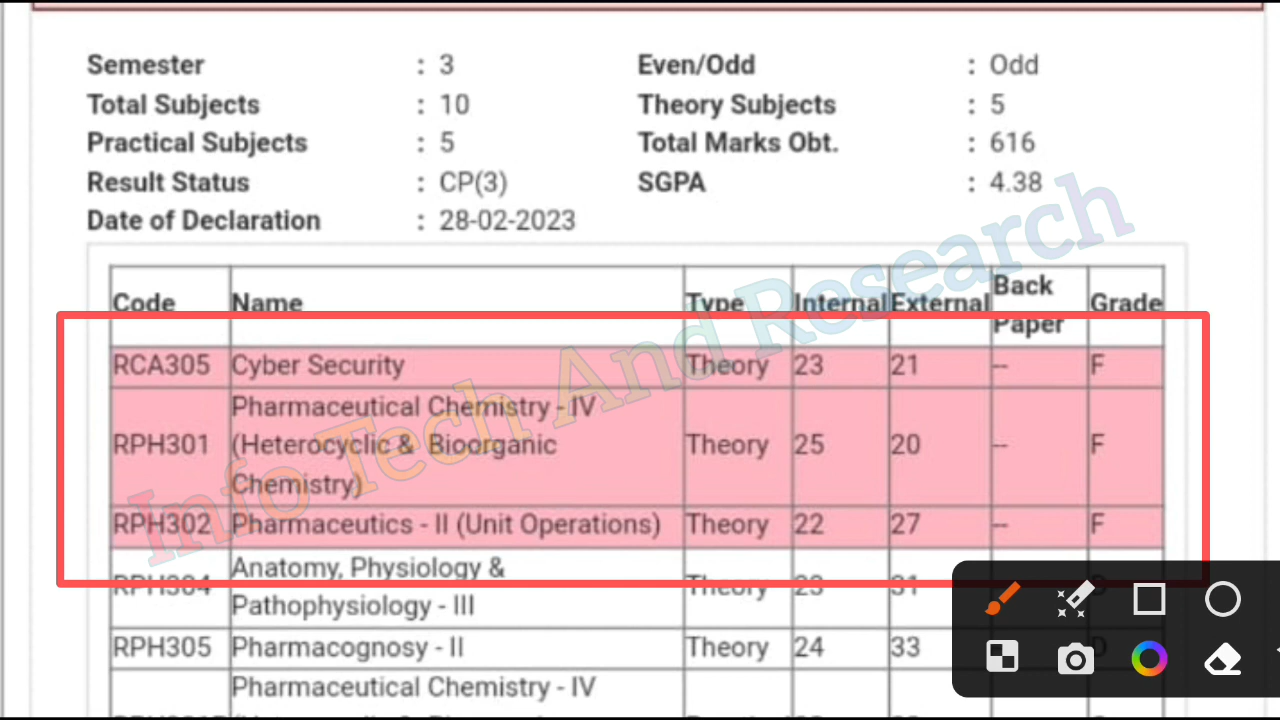 Semester : 3 Even/Odd : Odd
Total Subjects : 10 Theory Subjects : 5
Practical Subjects : 5 Total Marks Obt. : 616
Result Status : CP(3) SGPA : 4.38
Date of Declaration : 28-02-2023
Code Name Type Internal External Back Paper Grade
RCA305 Cyber Security Theory 23 21 -- F
Pharmaceutical Chemistry - IV
RPH301 (Heterocyclic & Bioorganic Theory 25 20 -- F
Chemistry)
RPH302 Pharmaceutics - II (Unit Operations) Theory 22 27 -- F
Anatomy, Physiology &
RPH304 Theory 23 31 D
Pathophysiology - III
RPH305 Pharmacognosy - II Theory 24 33 D
Pharmaceutical Chemistry - IV
Info Tech And Research